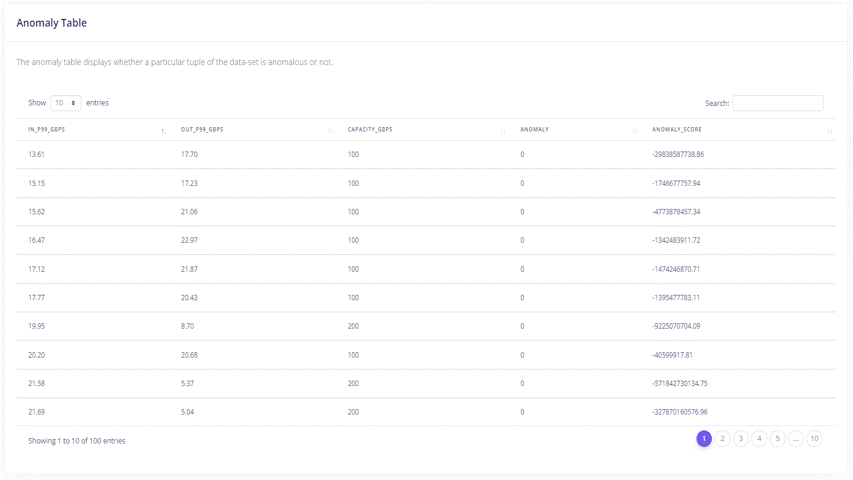 Anomaly Table
The anomaly table displays whether a particular tuple of the data-set is anomalous or not.
Show 10 entries Search:
IN_P99_GBPS OUT_P99_GBPS CAPACITY_GBPS ANOMALY ANOMALY_SCORE
13.61 17.70 100 0 -29838587738.86
15.15 17.23 100 0 -1746677757.94
15.62 21.06 100 0 -4773878457.34
16.47 22.97 100 0 -1342483911.72
17.12 21.87 100 0 -1474246870.71
17.77 20.43 100 0 -1395477783.11
19.95 8.70 200 0 -9225070704.09
20.20 20.68 100 0 -40599917.81
21.58 5.37 200 0 -571842730134.75
21.69 5.04 200 0 -327870160576.96
Showing 1 to 10 of 100 entries 1 2 3 4 5 ... 10